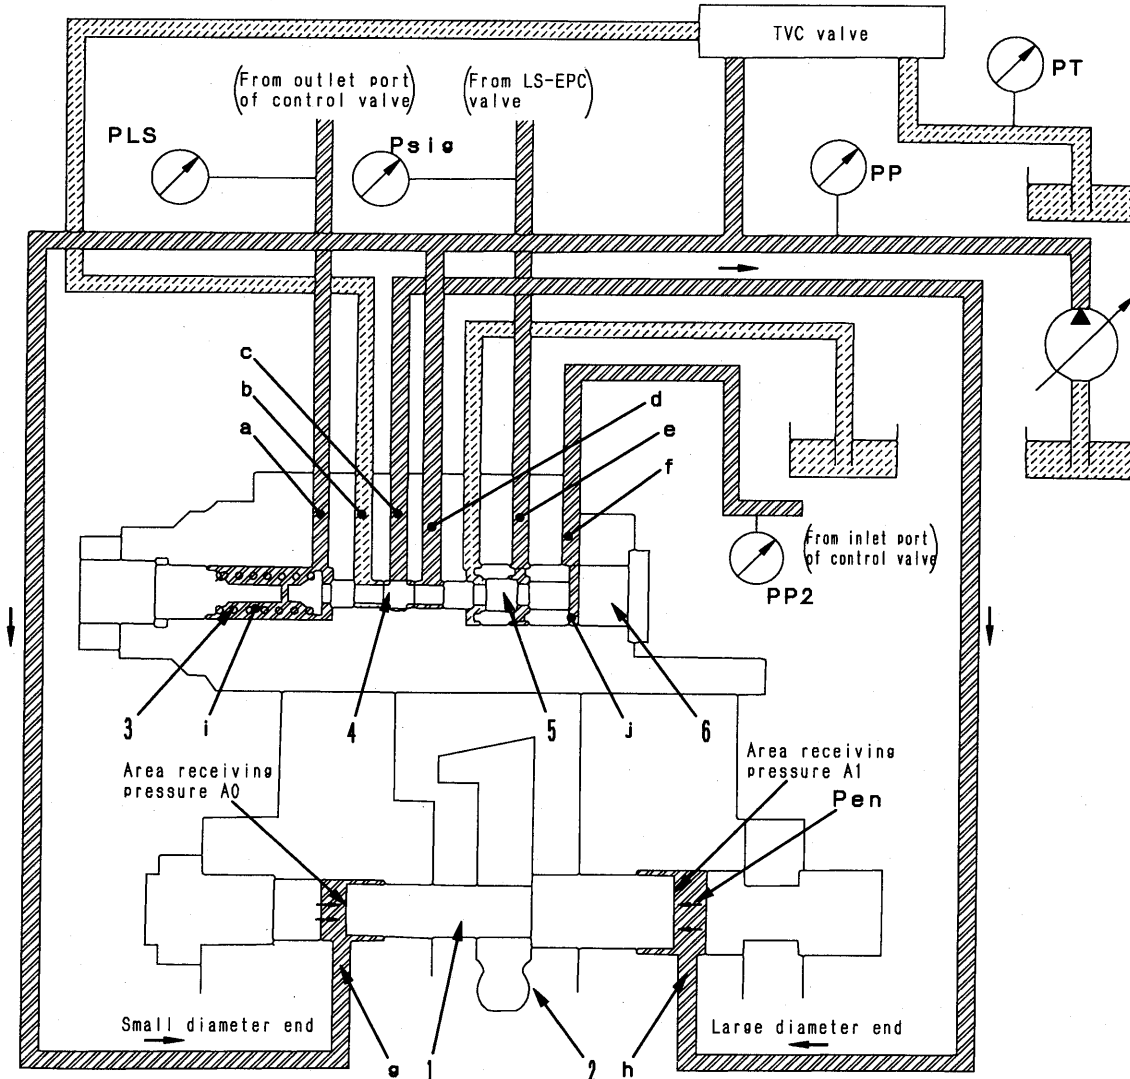 TVC valve
(From outlet port
of control valve)
(From LS-EPC
valve)
PT
PLS
Psig
PP
c
b
a
d
e
f
(From inlet port
of control valve)
PP2
3
i
4
5
j
6
Area receiving
pressure A0
Area receiving
pressure A1
Pen
Small diameter end
Large diameter end
g
1
2
h